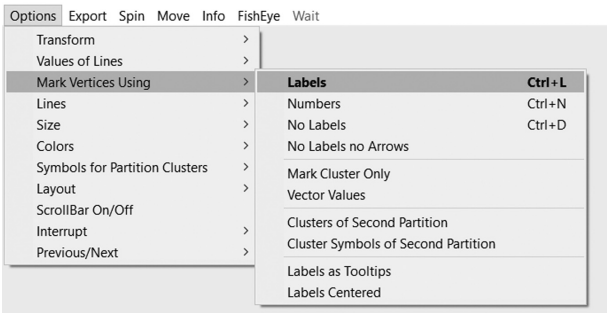 Options Export Spin Move Info FishEye Wait
Transform >
Values of Lines >
Mark Vertices Using >
Lines >
Size >
Colors >
Symbols for Partition Clusters >
Layout >
ScrollBar On/Off
Interrupt >
Previous/Next >
Labels Ctrl+L
Numbers Ctrl+N
No Labels Ctrl+D
No Labels no Arrows
Mark Cluster Only
Vector Values
Clusters of Second Partition
Cluster Symbols of Second Partition
Labels as Tooltips
Labels Centered